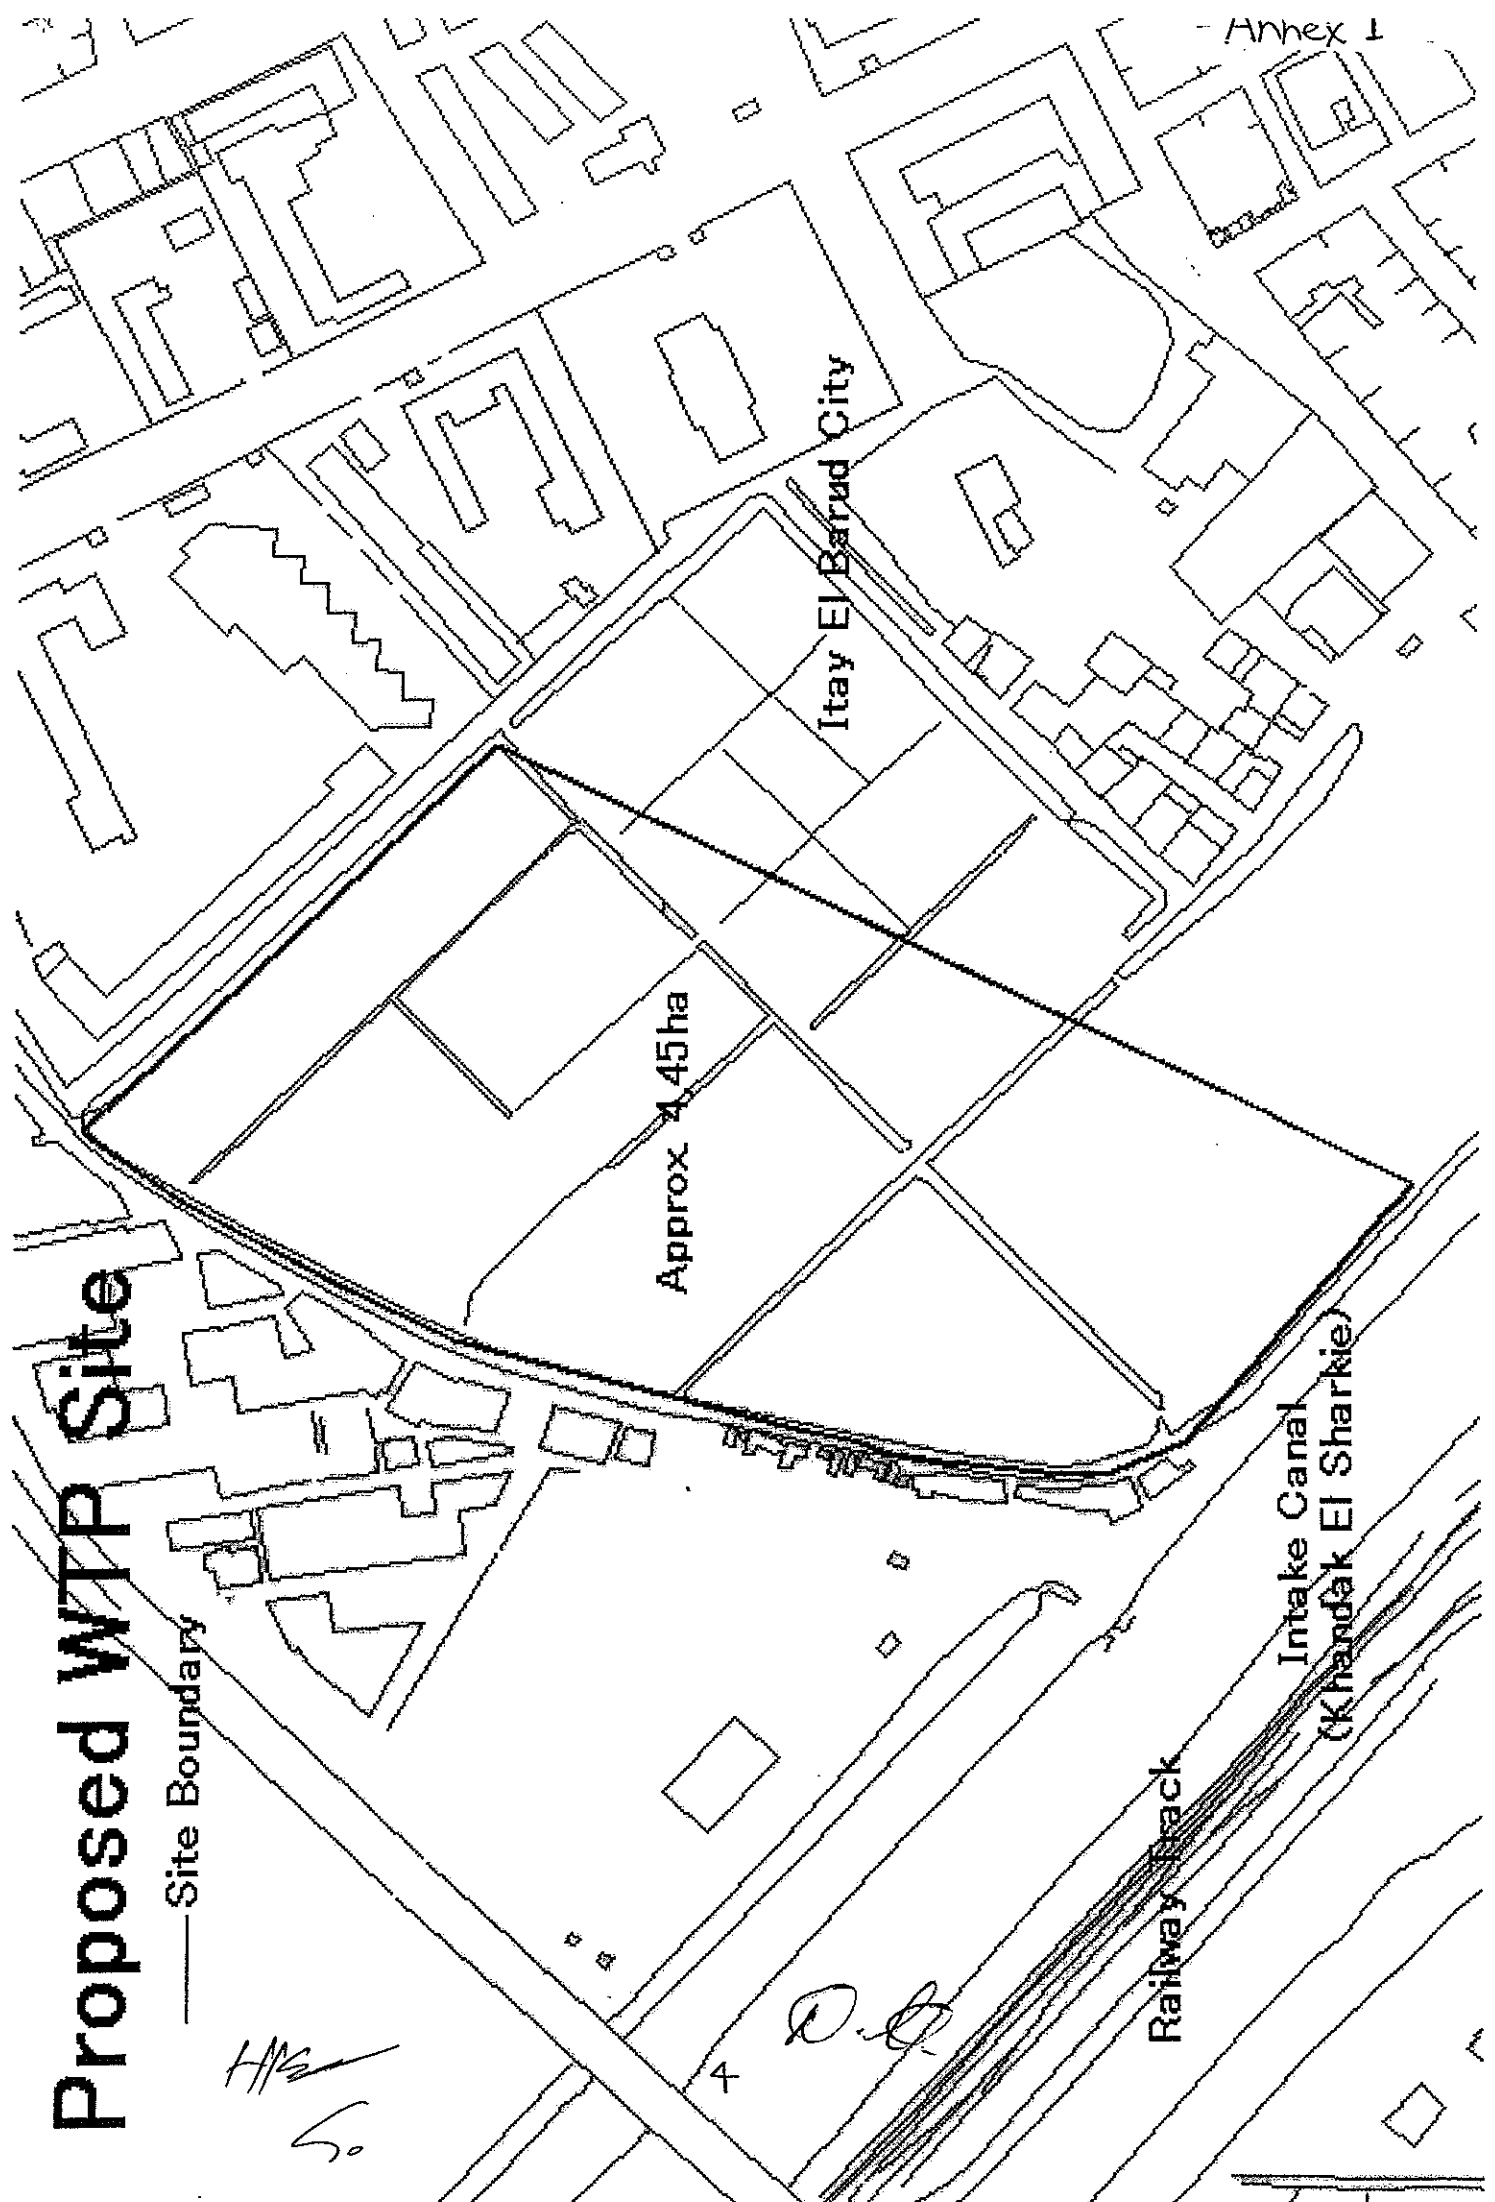 Annex 1
Proposed WTP Site
Site Boundary
Itay El Barud City
Approx 4.45ha
Intake Canal
(Khandak El Sharkie)
Railway Track
4